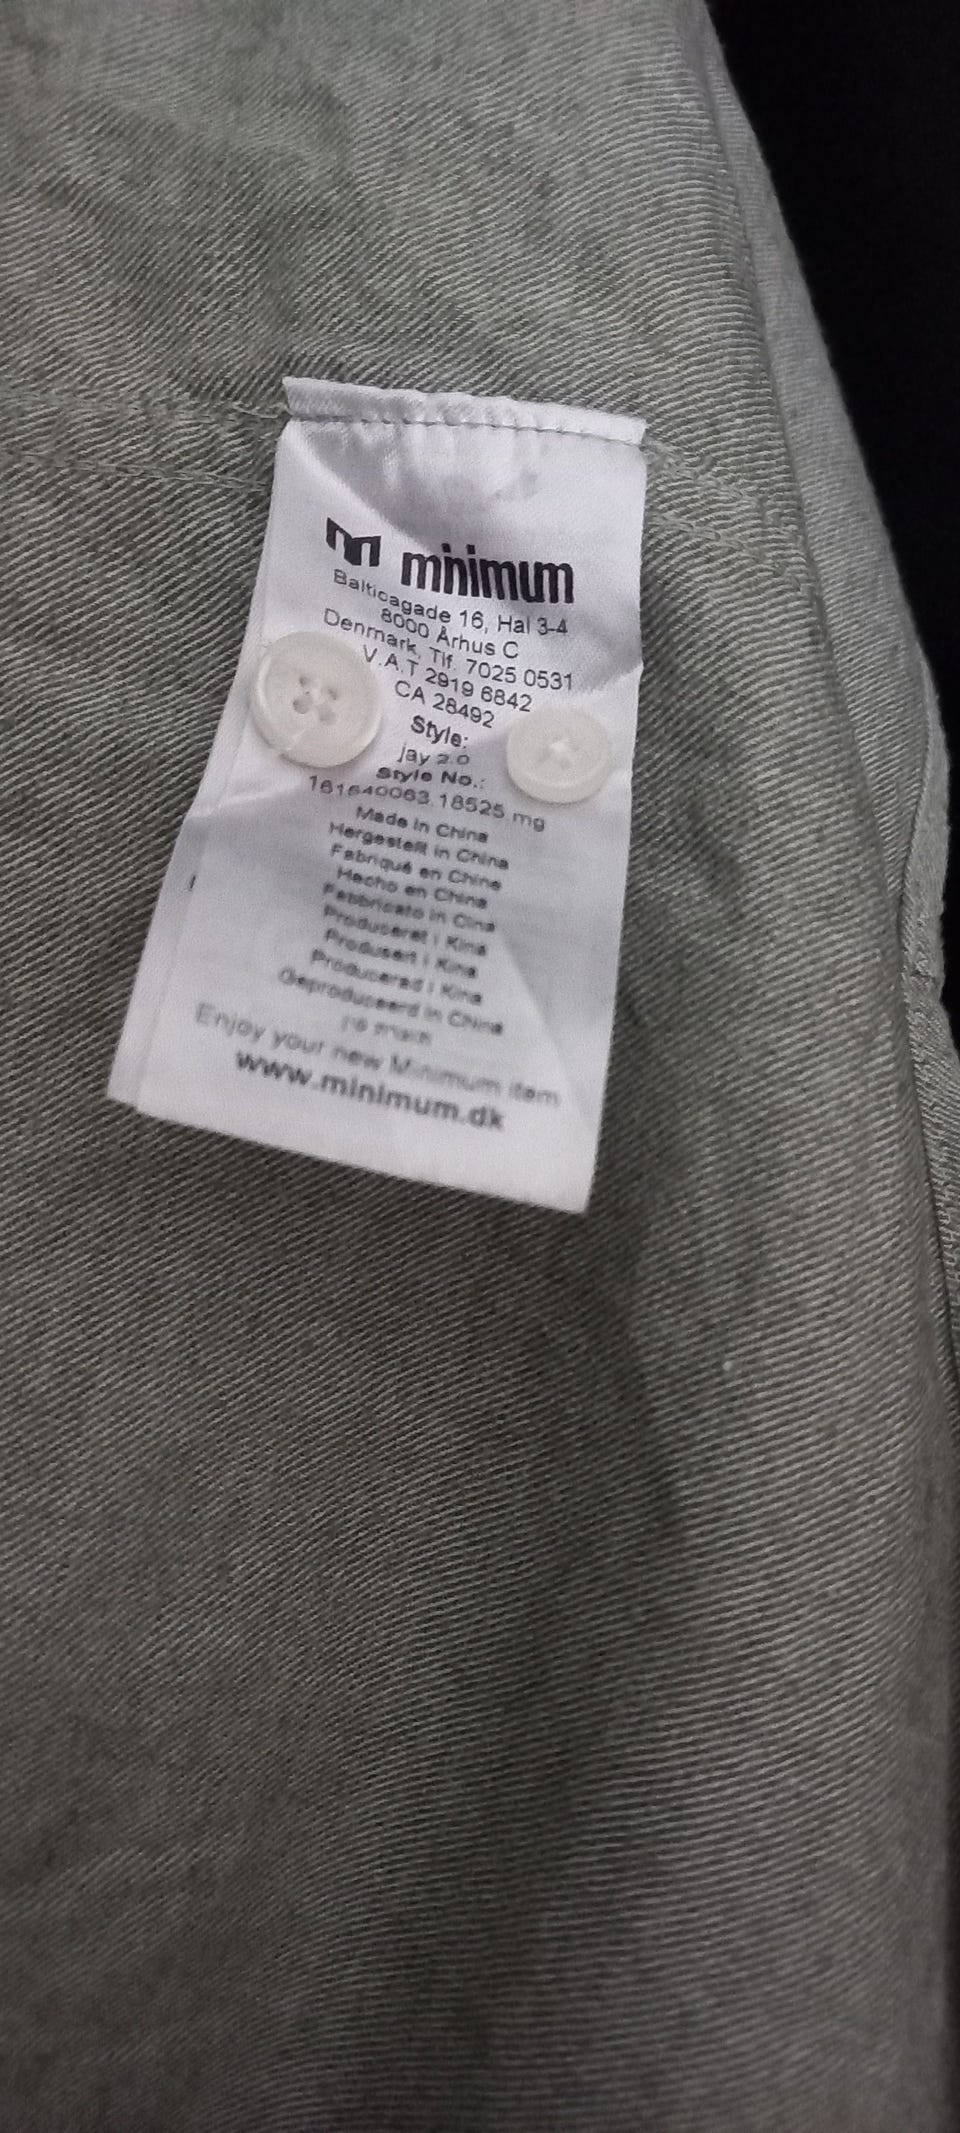 m minimum
Balticagade 16, Hal 3-4
8000 Århus C
Denmark, Tlf. 7025 0531
V.A.T 2919 6842
CA 28492
Style:
jay 2.0
Style No.:
161640063.18525.mg
Made in China
Hergestellt in China
Fabriqué en Chine
Hecho en China
Fabbricato in Cina
Produceret i Kina
Produsert i Kina
Producerad i Kina
Geproduceerd in China
Enjoy your new Minimum item
www.minimum.dk